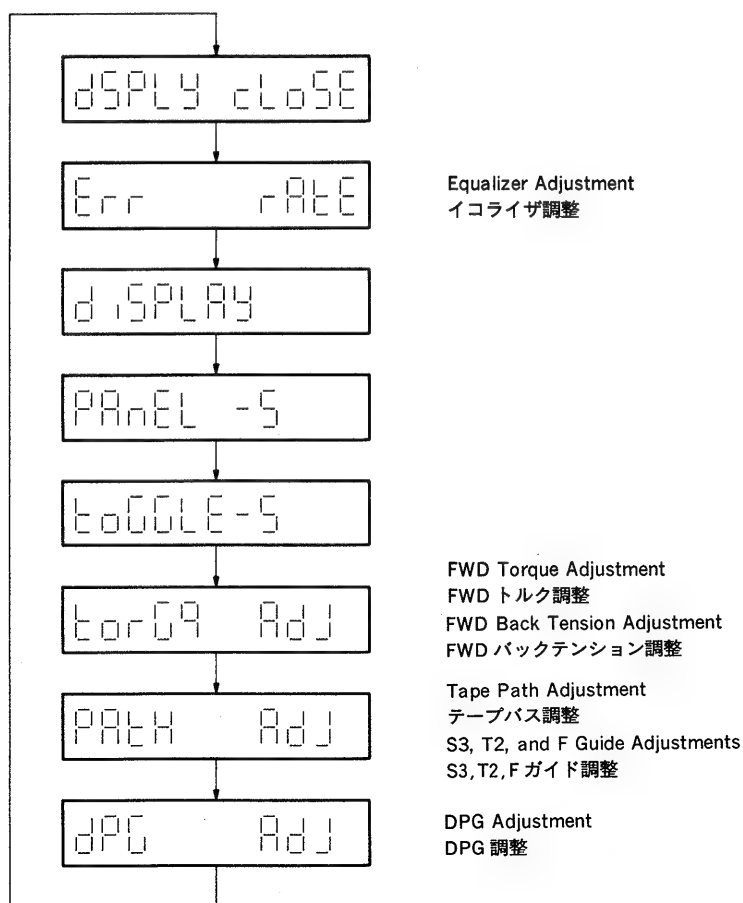 dSPLY cLoSE
Err rAtE
Equalizer Adjustment
イコライザ調整
diSPLAY
PAnEL -S
toGGLE-S
torG9 AdJ
FWD Torque Adjustment
FWD トルク調整
FWD Back Tension Adjustment
FWD バックテンション調整
PAtH AdJ
Tape Path Adjustment
テープパス調整
S3, T2, and F Guide Adjustments
S3,T2,F ガイド調整
dPG AdJ
DPG Adjustment
DPG 調整